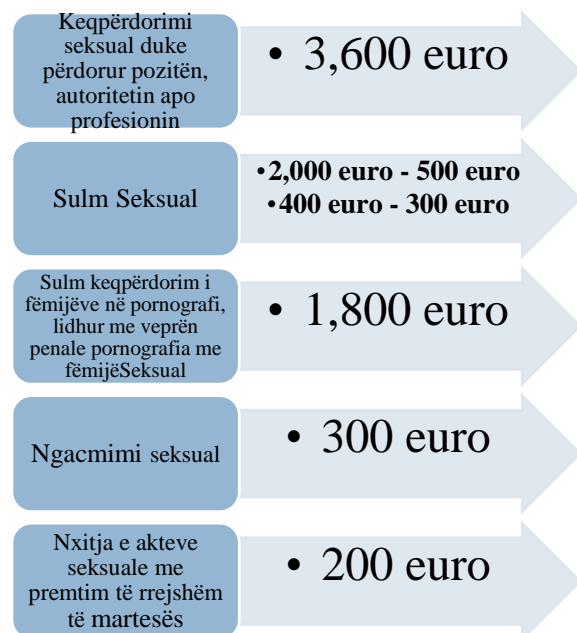 Keqpërdorimi
seksual duke
përdorur pozitën,
autoritetin apo
profesionin
• 3,600 euro
Sulm Seksual
•2,000 euro - 500 euro
•400 euro - 300 euro
Sulm keqpërdorim i
fëmijëve në pornografi,
lidhur me veprën
penale pornografia me
fëmijëSeksual
• 1,800 euro
Ngacmimi seksual
• 300 euro
Nxitja e akteve
seksuale me
premtim të rrejshëm
të martesës
• 200 euro